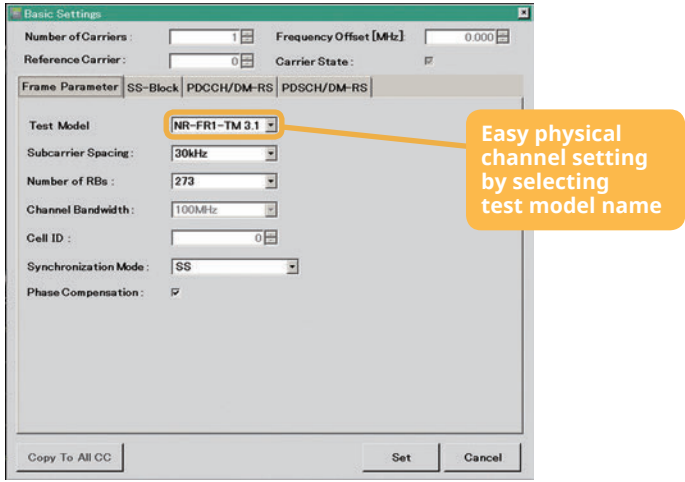 Basic Settings
Number of Carriers : 1 Frequency Offset [MHz]: 0.000
Reference Carrier : 0 Carrier State :
Frame Parameter SS-Block PDCCH/DM-RS PDSCH/DM-RS
Test Model NR-FR1-TM 3.1
Subcarrier Spacing : 30kHz
Number of RBs : 273
Channel Bandwidth : 100MHz
Cell ID : 0
Synchronization Mode : SS
Phase Compensation :
Easy physical
channel setting
by selecting
test model name
Copy To All CC Set Cancel